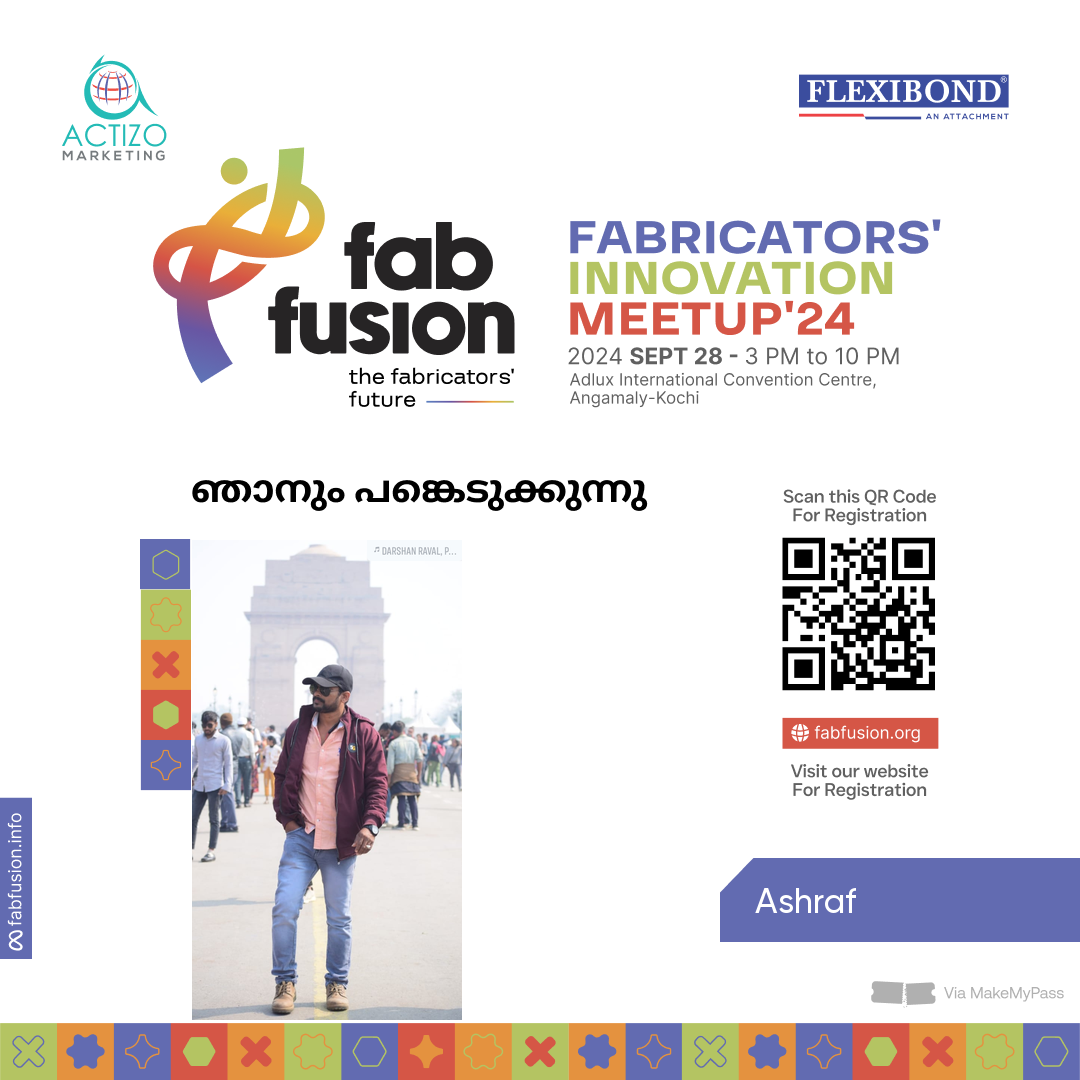 ACTIZO
MARKETING
FLEXIBOND®
AN ATTACHMENT
fab
fusion
the fabricators'
future
FABRICATORS'
INNOVATION
MEETUP'24
2024 SEPT 28 - 3 PM to 10 PM
Adlux International Convention Centre,
Angamaly-Kochi
ഞാനും പങ്കെടുക്കുന്നു
Scan this QR Code
For Registration
♬ DARSHAN RAVAL, P...
fabfusion.org
Visit our website
For Registration
fabfusion.info
Ashraf
Via MakeMyPass